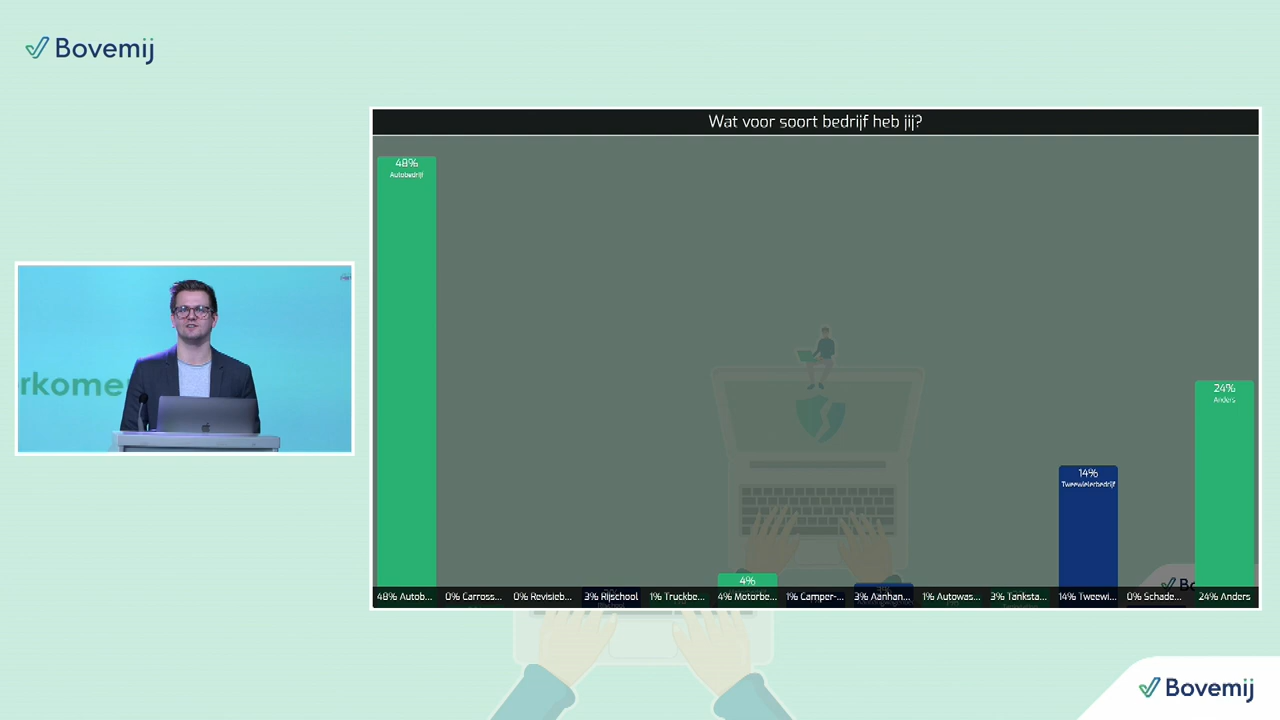 Bovemij
Wat voor soort bedrijf heb jij?
48%
Autobedrijf
24%
Anders
rkome
14%
Tweewielerbedrijf
4%
48% Autob... 0% Carross... 0% Revisieb... 3% Rijschool 1% Truckbe... 4% Motorbe... 1% Camper-... 3% Aanhan... 1% Autowas... 3% Tanksta... 14% Tweewi... 0% Schade... 24% Anders
Bovemij